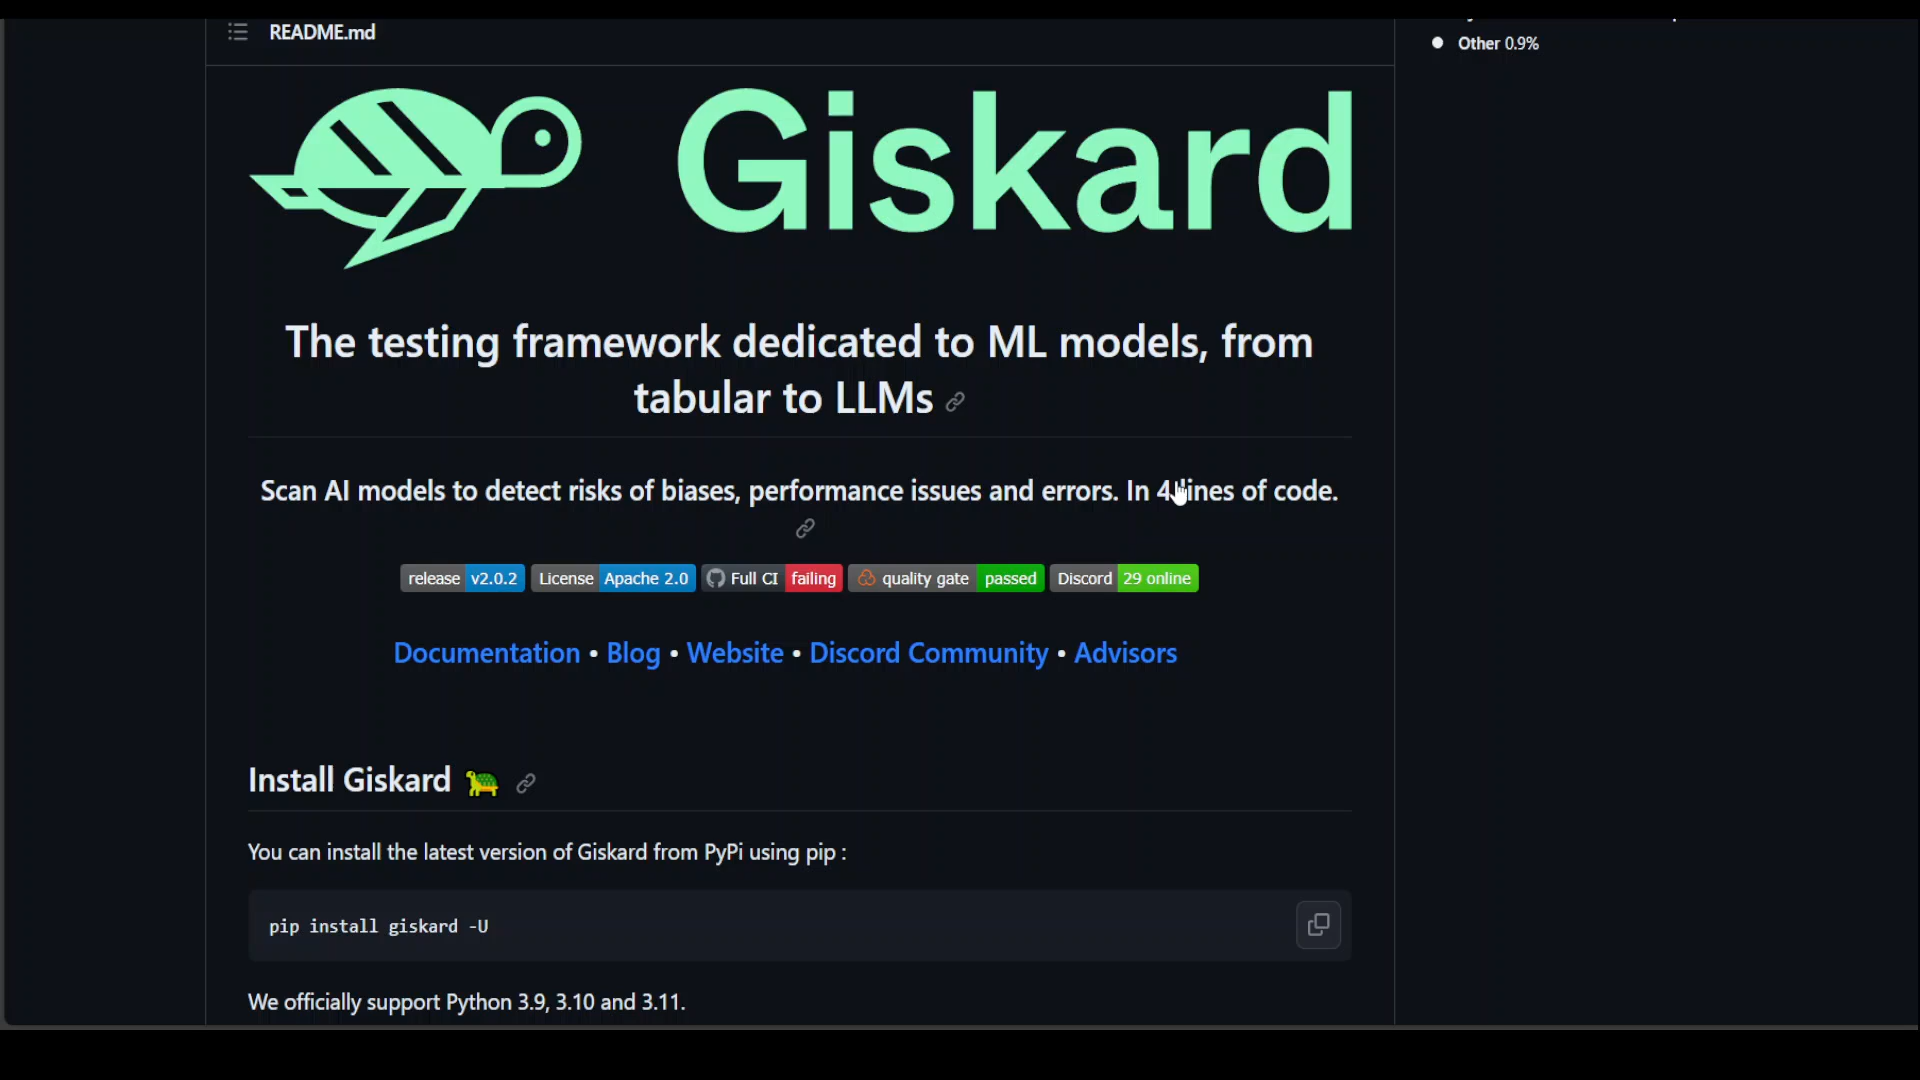 README.md
Other 0.9%
Giskard
The testing framework dedicated to ML models, from
tabular to LLMs
Scan AI models to detect risks of biases, performance issues and errors. In 4 lines of code.
release v2.0.2 License Apache 2.0 Full CI failing quality gate passed Discord 29 online
Documentation • Blog • Website • Discord Community • Advisors
Install Giskard
You can install the latest version of Giskard from PyPi using pip :
pip install giskard -U
We officially support Python 3.9, 3.10 and 3.11.